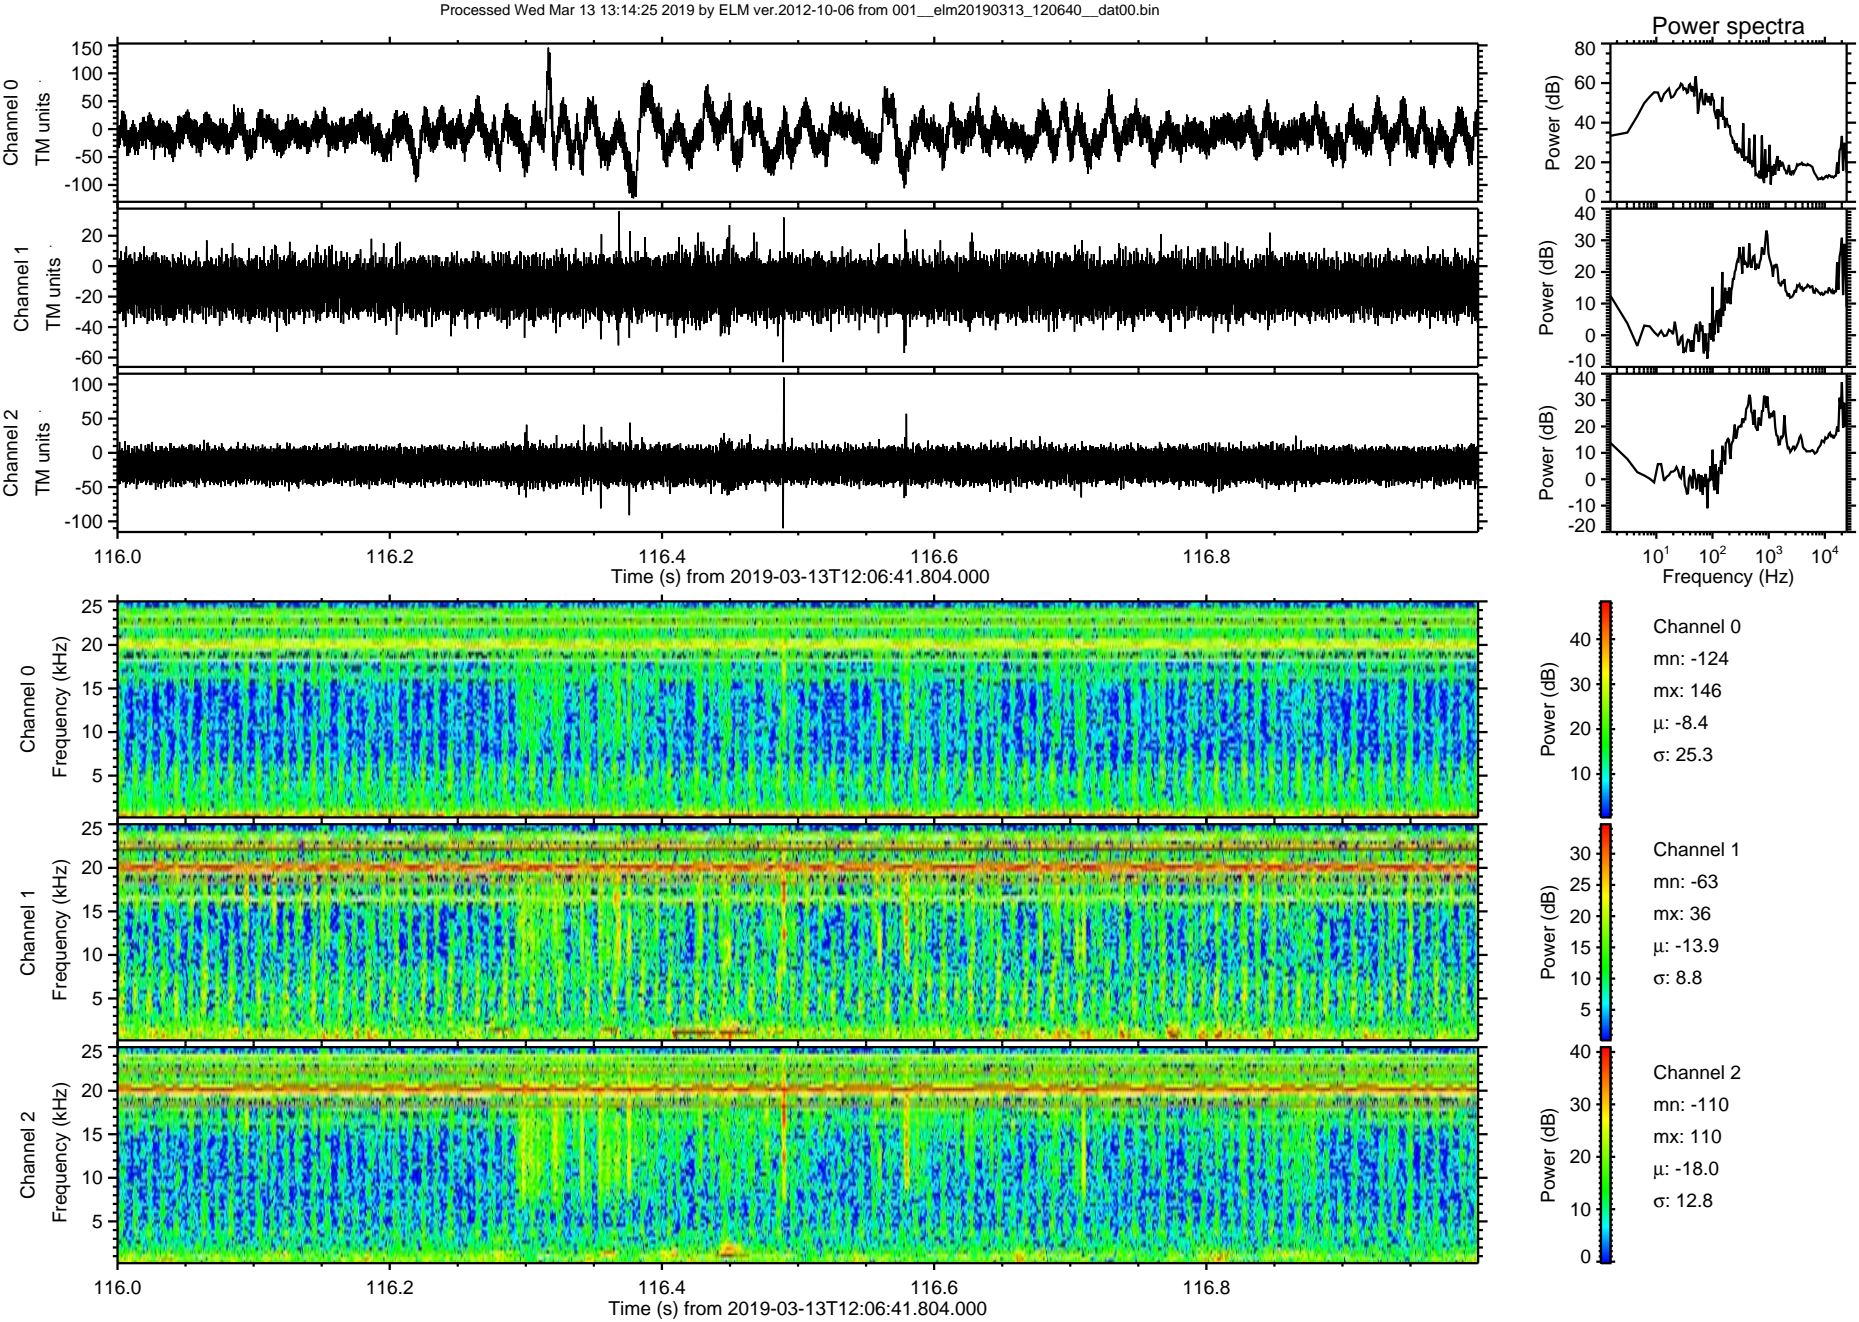 Processed Wed Mar 13 13:14:25 2019 by ELM ver.2012-10-06 from 001__elm20190313_120640__dat00.bin
Power spectra
Channel 0
TM units
150
100
50
0
-50
-100
Power (dB)
80
60
40
20
0
Channel 1
TM units
20
0
-20
-40
-60
Power (dB)
40
30
20
10
0
-10
Channel 2
TM units
100
50
0
-50
-100
Power (dB)
40
30
20
10
0
-10
-20
116.0 116.2 116.4 116.6 116.8
Time (s) from 2019-03-13T12:06:41.804.000
10¹ 10² 10³ 10⁴
Frequency (Hz)
Channel 0
Frequency (kHz)
25
20
15
10
5
Power (dB)
40
30
20
10
Channel 0
mn: -124
mx: 146
μ: -8.4
σ: 25.3
Channel 1
Frequency (kHz)
25
20
15
10
5
Power (dB)
30
25
20
15
10
5
Channel 1
mn: -63
mx: 36
μ: -13.9
σ: 8.8
Channel 2
Frequency (kHz)
25
20
15
10
5
Power (dB)
40
30
20
10
0
Channel 2
mn: -110
mx: 110
μ: -18.0
σ: 12.8
116.0 116.2 116.4 116.6 116.8
Time (s) from 2019-03-13T12:06:41.804.000